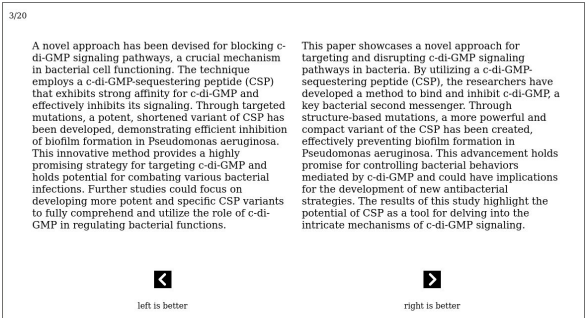 3/20
A novel approach has been devised for blocking c-
di-GMP signaling pathways, a crucial mechanism
in bacterial cell functioning. The technique
employs a c-di-GMP-sequestering peptide (CSP)
that exhibits strong affinity for c-di-GMP and
effectively inhibits its signaling. Through targeted
mutations, a potent, shortened variant of CSP has
been developed, demonstrating efficient inhibition
of biofilm formation in Pseudomonas aeruginosa.
This innovative method provides a highly
promising strategy for targeting c-di-GMP and
holds potential for combating various bacterial
infections. Further studies could focus on
developing more potent and specific CSP variants
to fully comprehend and utilize the role of c-di-
GMP in regulating bacterial functions.
This paper showcases a novel approach for
targeting and disrupting c-di-GMP signaling
pathways in bacteria. By utilizing a c-di-GMP-
sequestering peptide (CSP), the researchers have
developed a method to bind and inhibit c-di-GMP, a
key bacterial second messenger. Through
structure-based mutations, a more powerful and
compact variant of the CSP has been created,
effectively preventing biofilm formation in
Pseudomonas aeruginosa. This advancement holds
promise for controlling bacterial behaviors
mediated by c-di-GMP and could have implications
for the development of new antibacterial
strategies. The results of this study highlight the
potential of CSP as a tool for delving into the
intricate mechanisms of c-di-GMP signaling.
left is better
right is better